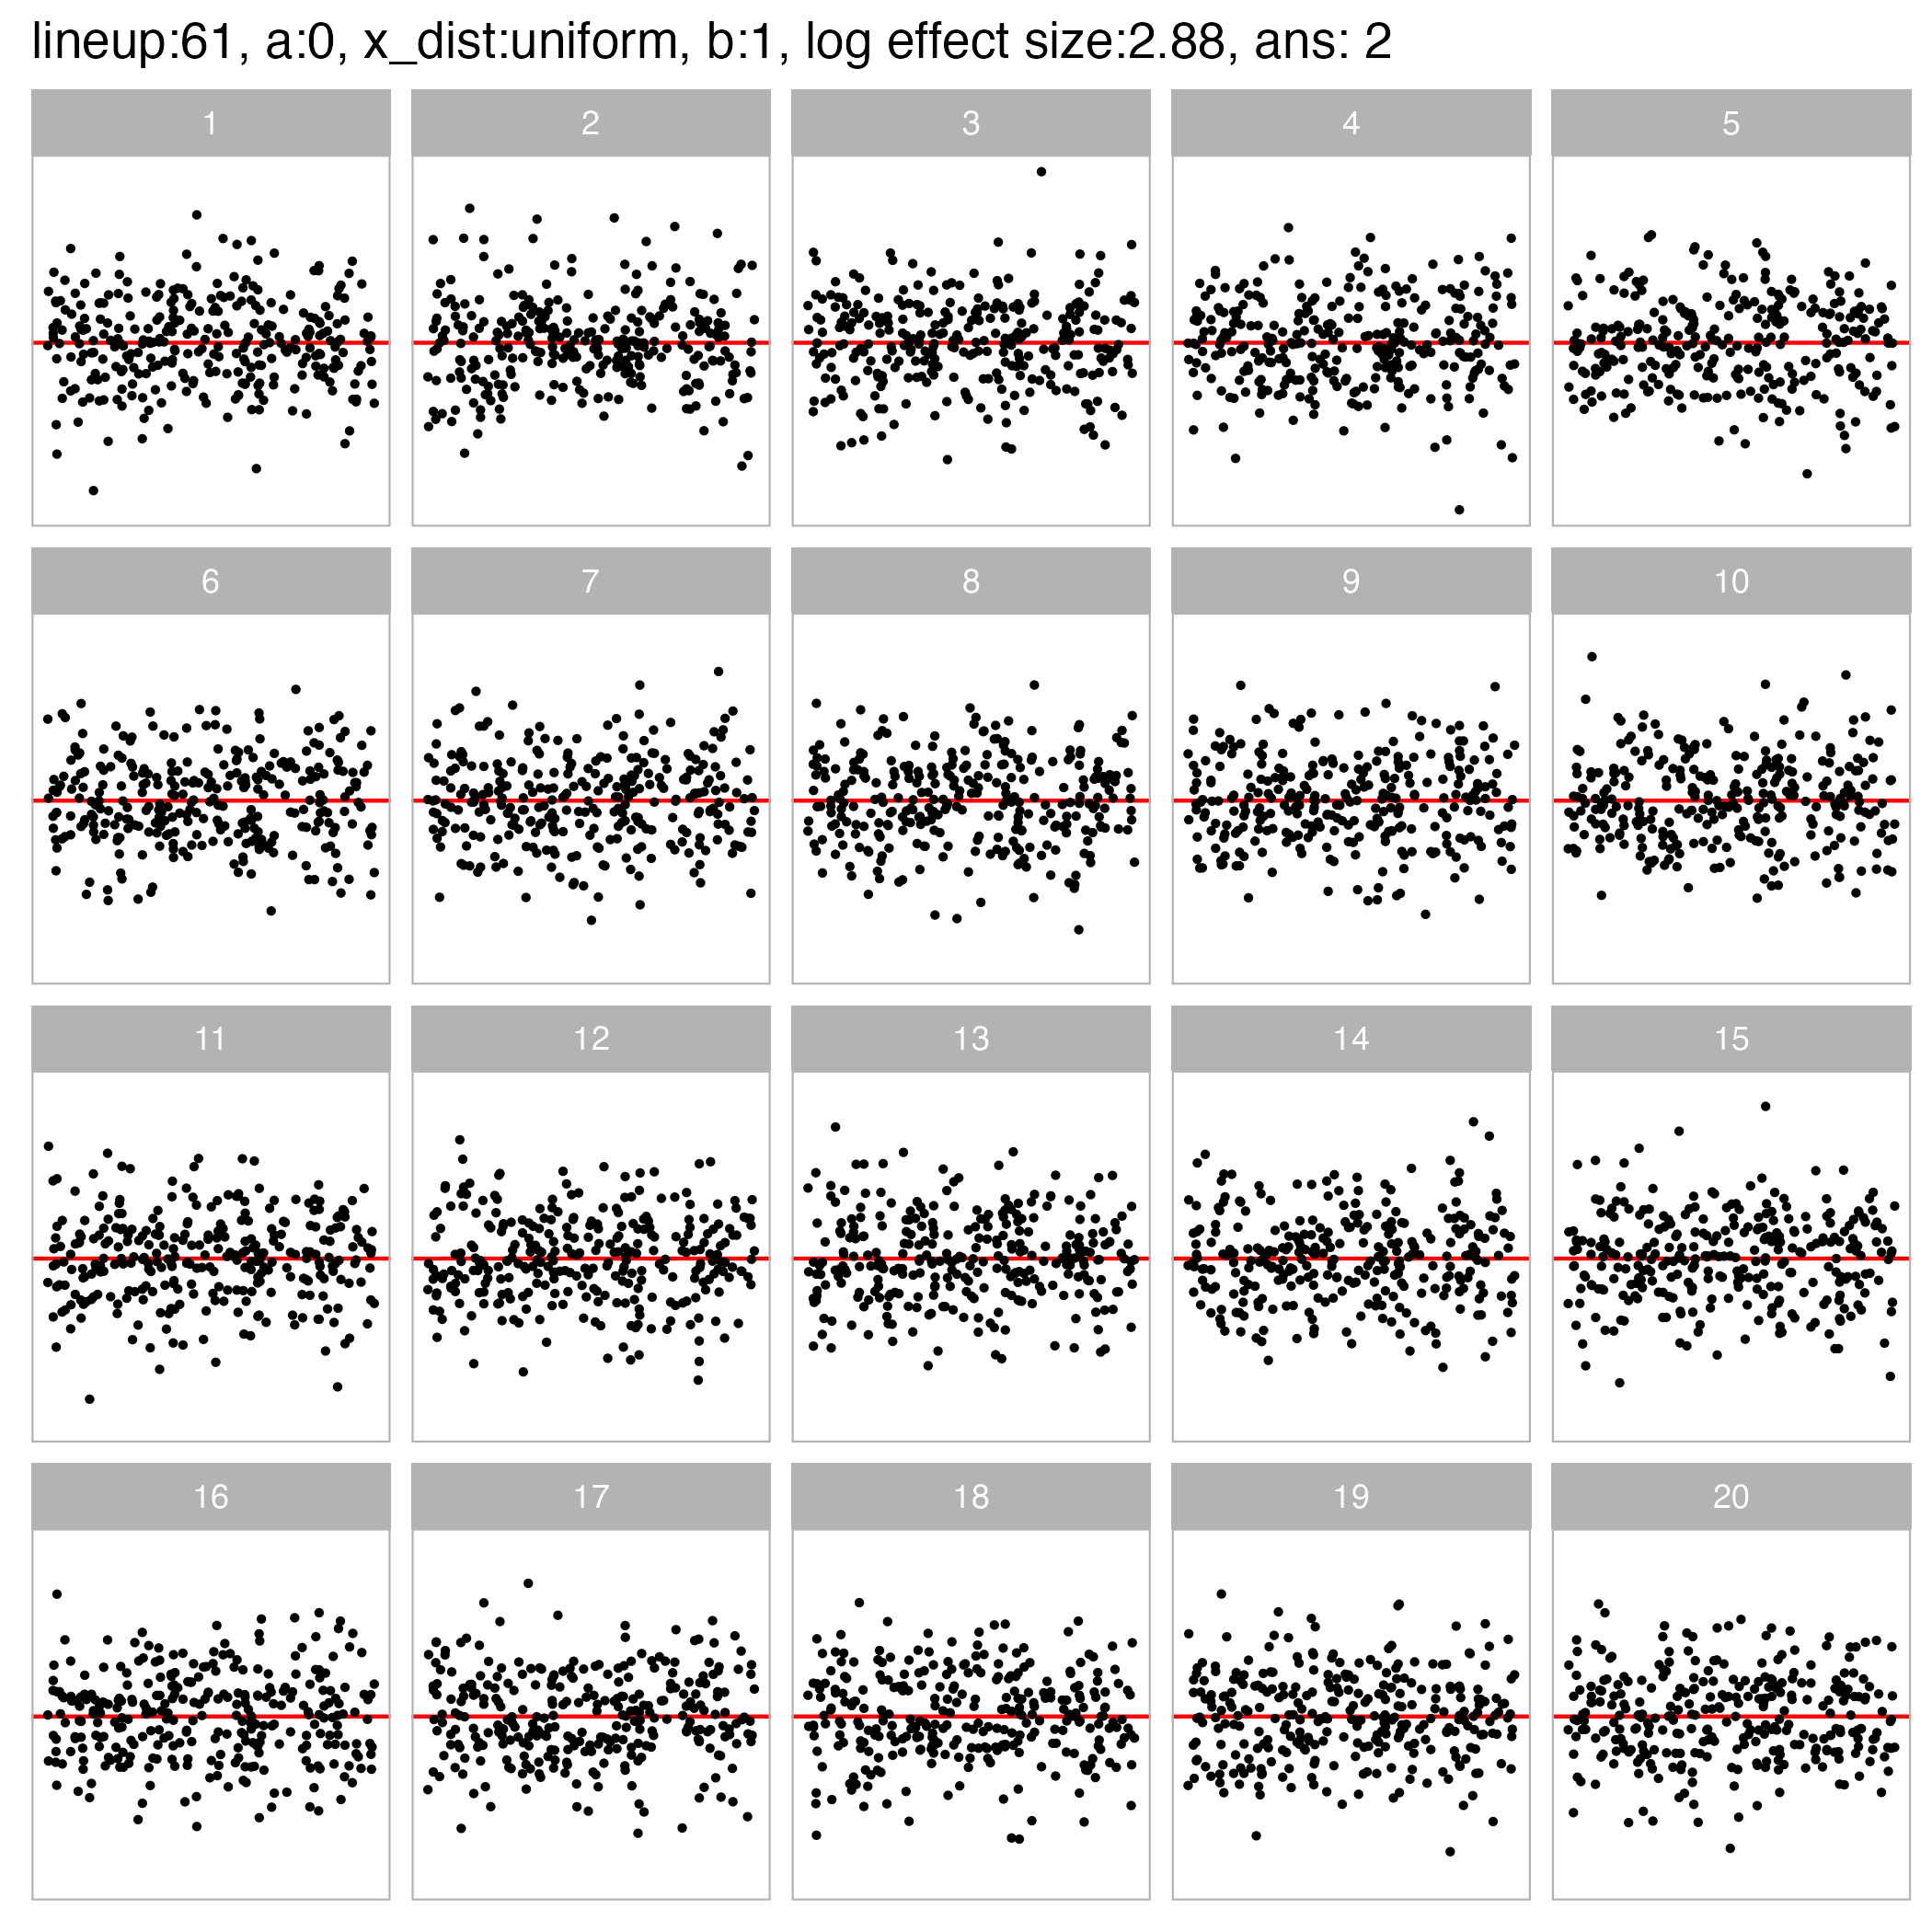 lineup:61, a:0, x_dist:uniform, b:1, log effect size:2.88, ans: 2
1 2 3 4 5
6 7 8 9 10
11 12 13 14 15
16 17 18 19 20